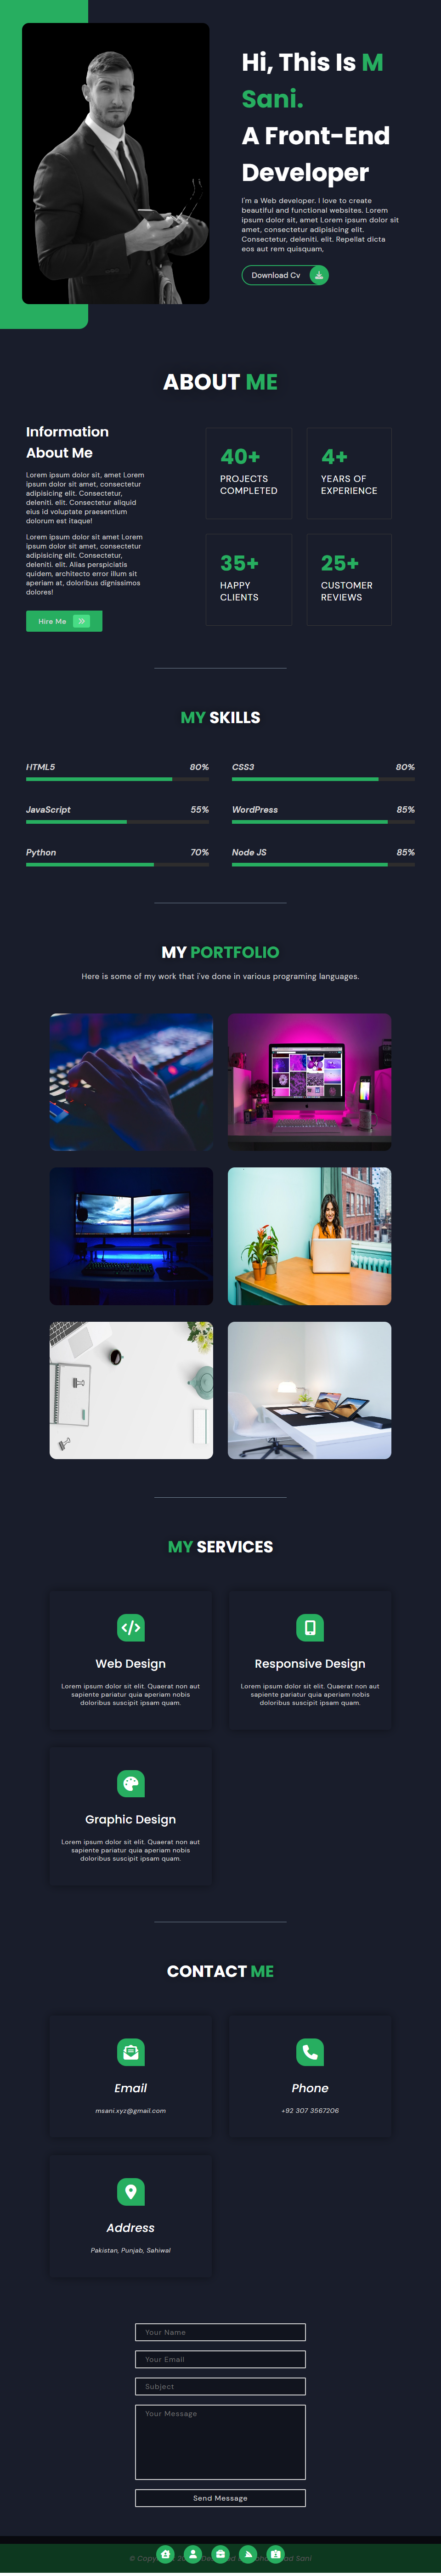 Hi, This Is M
Sani.
A Front-End
Developer
I'm a Web developer. I love to create
beautiful and functional websites. Lorem
ipsum dolor sit, amet Lorem ipsum dolor sit
amet, consectetur adipisicing elit.
Consectetur, deleniti. elit. Repellat dicta
eos aut rem quisquam,
Download Cv
ABOUT ME
Information
About Me
Lorem ipsum dolor sit, amet Lorem
ipsum dolor sit amet, consectetur
adipisicing elit. Consectetur,
deleniti. elit. Consectetur aliquid
eius id voluptate praesentium
dolorum est itaque!
Lorem ipsum dolor sit amet Lorem
ipsum dolor sit amet, consectetur
adipisicing elit. Consectetur,
deleniti. elit. Alias perspiciatis
quidem, architecto error illum sit
aperiam at, doloribus dignissimos
dolores!
Hire Me
40+
PROJECTS
COMPLETED
4+
YEARS OF
EXPERIENCE
35+
HAPPY
CLIENTS
25+
CUSTOMER
REVIEWS
MY SKILLS
HTML5 80%
CSS3 80%
JavaScript 55%
WordPress 85%
Python 70%
Node JS 85%
MY PORTFOLIO
Here is some of my work that i've done in various programing languages.
MY SERVICES
Web Design
Lorem ipsum dolor sit elit. Quaerat non aut
sapiente pariatur quia aperiam nobis
doloribus suscipit ipsam quam.
Responsive Design
Lorem ipsum dolor sit elit. Quaerat non aut
sapiente pariatur quia aperiam nobis
doloribus suscipit ipsam quam.
Graphic Design
Lorem ipsum dolor sit elit. Quaerat non aut
sapiente pariatur quia aperiam nobis
doloribus suscipit ipsam quam.
CONTACT ME
Email
msani.xyz@gmail.com
Phone
+92 307 3567206
Address
Pakistan, Punjab, Sahiwal
Your Name
Your Email
Subject
Your Message
Send Message
© Sani